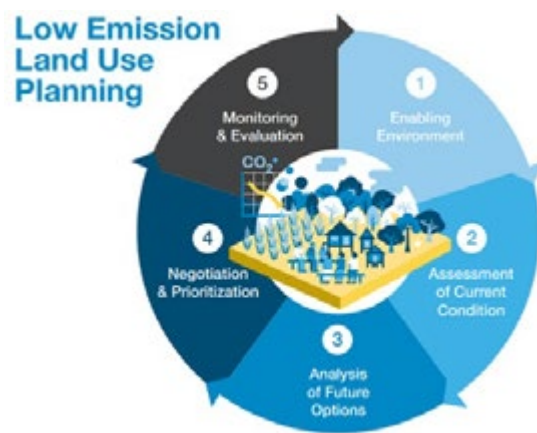 Low Emission
Land Use
Planning
1
Enabling
Environment
2
Assessment
of Current
Condition
3
Analysis
of Future
Options
4
Negotiation
& Prioritization
5
Monitoring
& Evaluation
CO₂